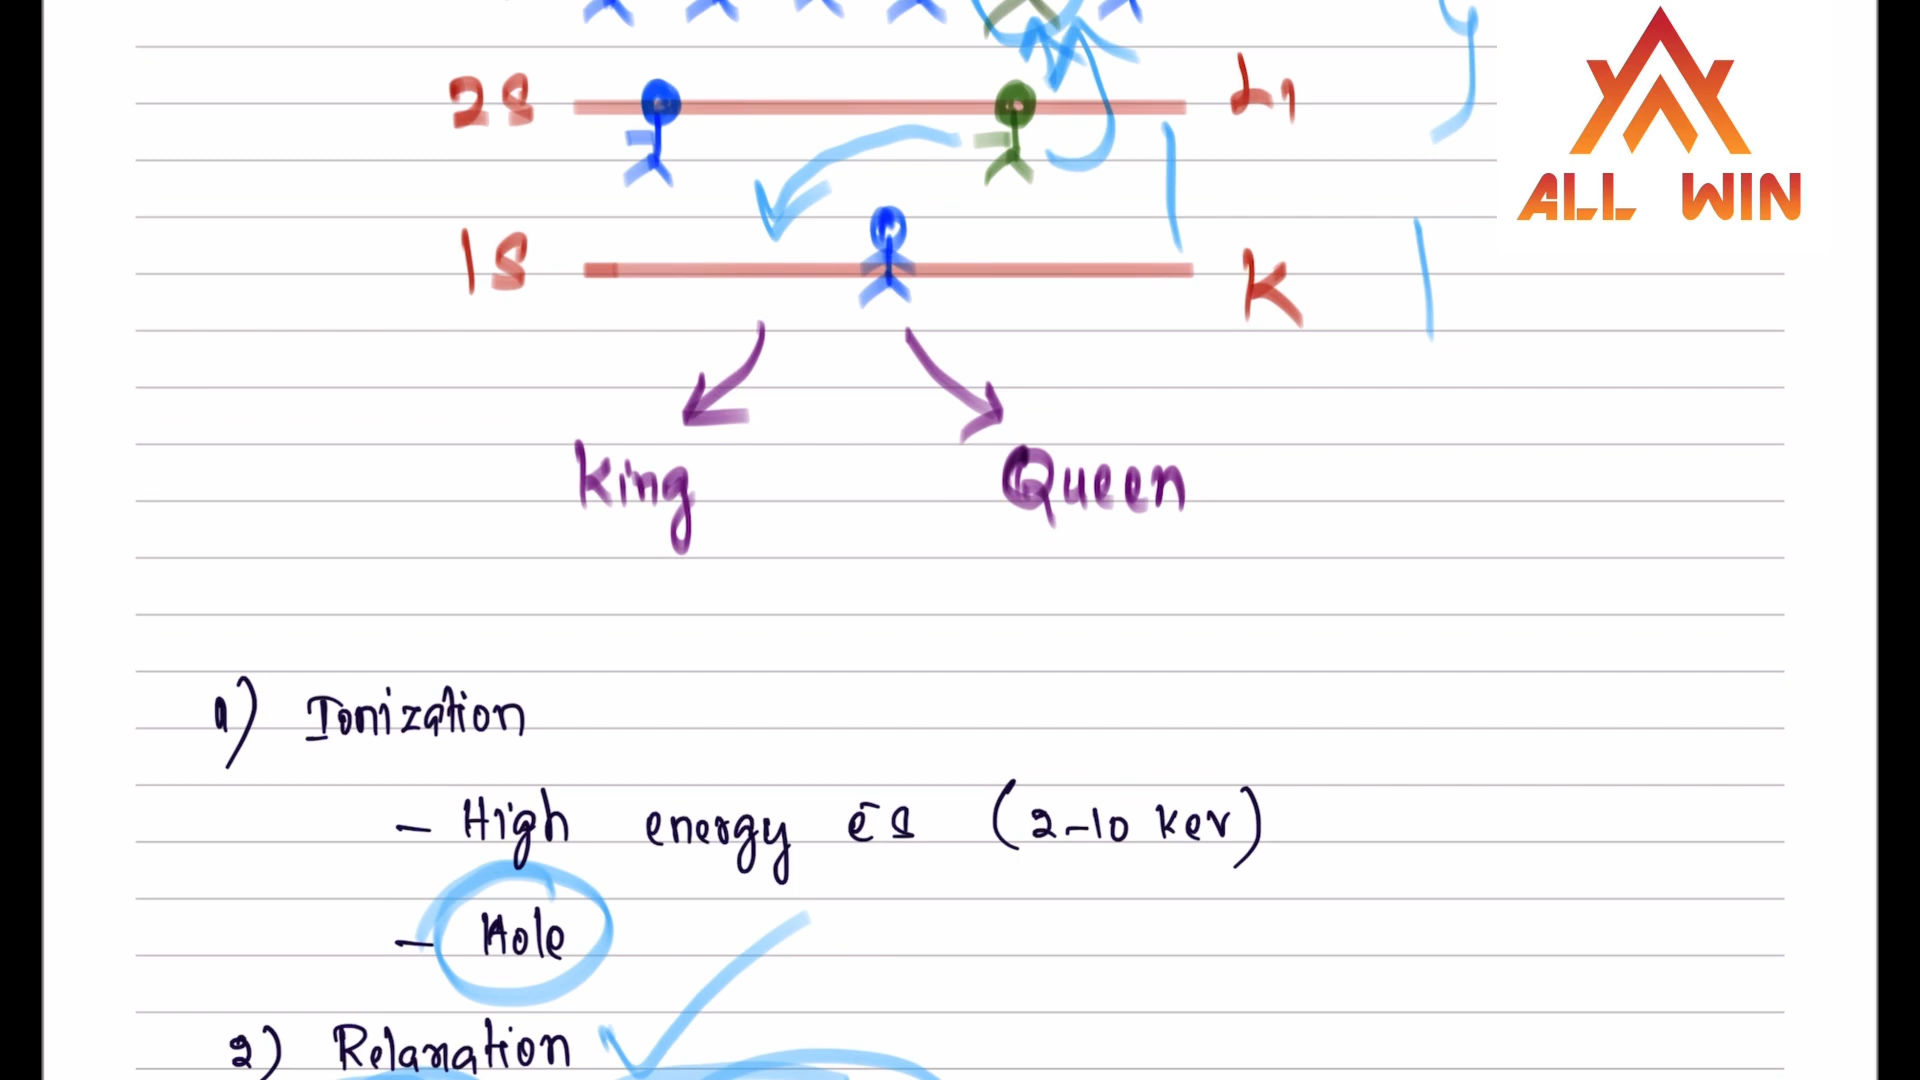 2s L1
ALL WIN
1s K
King Queen
1) Ionization
- High energy ēs (2-10 kev)
- Hole
2) Relaxation